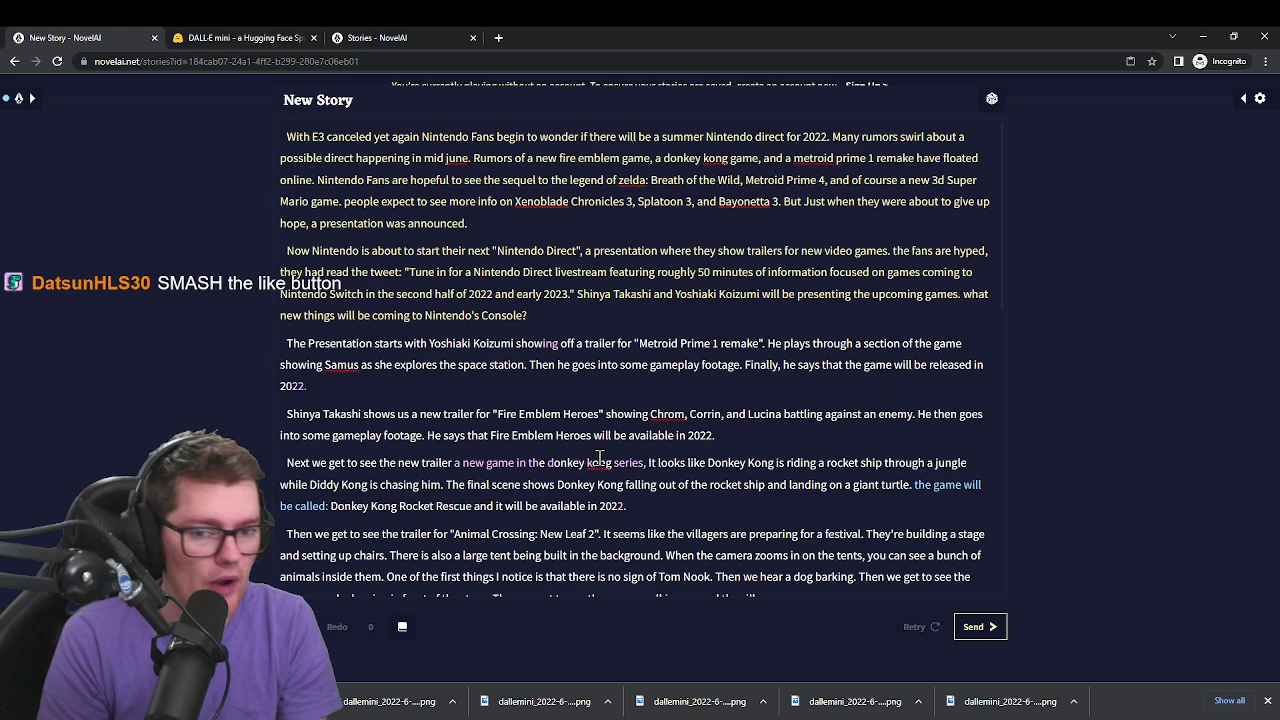 New Story - NovelAI
DALL·E mini - a Hugging Face Sp
Stories - NovelAI
novelai.net/stories?id=184cab07-24a1-4ff2-b299-280e7c06eb01
Incognito
You're currently playing without an account. To ensure your stories are saved, create an account now. Sign Up >
New Story
With E3 canceled yet again Nintendo Fans begin to wonder if there will be a summer Nintendo direct for 2022. Many rumors swirl about a
possible direct happening in mid june. Rumors of a new fire emblem game, a donkey kong game, and a metroid prime 1 remake have floated
online. Nintendo Fans are hopeful to see the sequel to the legend of zelda: Breath of the Wild, Metroid Prime 4, and of course a new 3d Super
Mario game. people expect to see more info on Xenoblade Chronicles 3, Splatoon 3, and Bayonetta 3. But Just when they were about to give up
hope, a presentation was announced.
Now Nintendo is about to start their next "Nintendo Direct", a presentation where they show trailers for new video games. the fans are hyped,
they had read the tweet: "Tune in for a Nintendo Direct livestream featuring roughly 50 minutes of information focused on games coming to
DatsunHLS30 SMASH the like button
Nintendo Switch in the second half of 2022 and early 2023." Shinya Takashi and Yoshiaki Koizumi will be presenting the upcoming games. what
new things will be coming to Nintendo's Console?
The Presentation starts with Yoshiaki Koizumi showing off a trailer for "Metroid Prime 1 remake". He plays through a section of the game
showing Samus as she explores the space station. Then he goes into some gameplay footage. Finally, he says that the game will be released in
2022.
Shinya Takashi shows us a new trailer for "Fire Emblem Heroes" showing Chrom, Corrin, and Lucina battling against an enemy. He then goes
into some gameplay footage. He says that Fire Emblem Heroes will be available in 2022.
Next we get to see the new trailer a new game in the donkey kong series, It looks like Donkey Kong is riding a rocket ship through a jungle
while Diddy Kong is chasing him. The final scene shows Donkey Kong falling out of the rocket ship and landing on a giant turtle. the game will
be called: Donkey Kong Rocket Rescue and it will be available in 2022.
Then we get to see the trailer for "Animal Crossing: New Leaf 2". It seems like the villagers are preparing for a festival. They're building a stage
and setting up chairs. There is also a large tent being built in the background. When the camera zooms in on the tents, you can see a bunch of
animals inside them. One of the first things I notice is that there is no sign of Tom Nook. Then we hear a dog barking. Then we get to see the
Redo 0
Retry
Send
dallemini_2022-6-....png
dallemini_2022-6-....png
dallemini_2022-6-....png
dallemini_2022-6-....png
dallemini_2022-6-....png
Show all